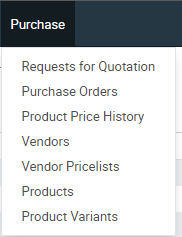 Purchase
Requests for Quotation
Purchase Orders
Product Price History
Vendors
Vendor Pricelists
Products
Product Variants